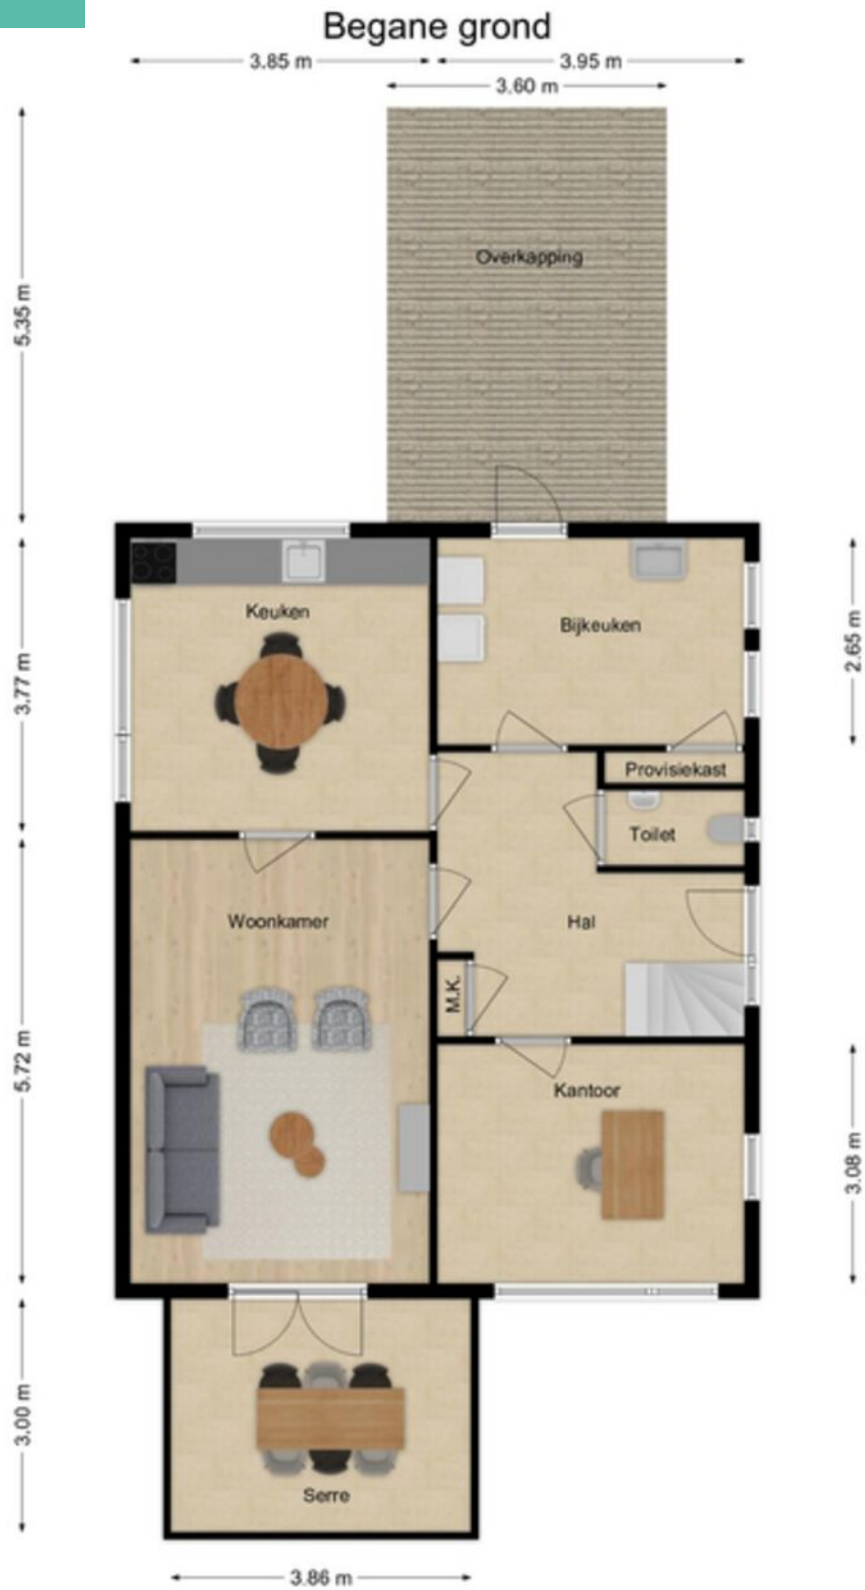 Begane grond
3.85 m
3.95 m
3.60 m
5.35 m
Overkapping
Keuken
Bijkeuken
3.77 m
2.65 m
Provisiekast
Toilet
Woonkamer
Hal
M.K.
5.72 m
Kantoor
3.08 m
3.00 m
Serre
3.86 m